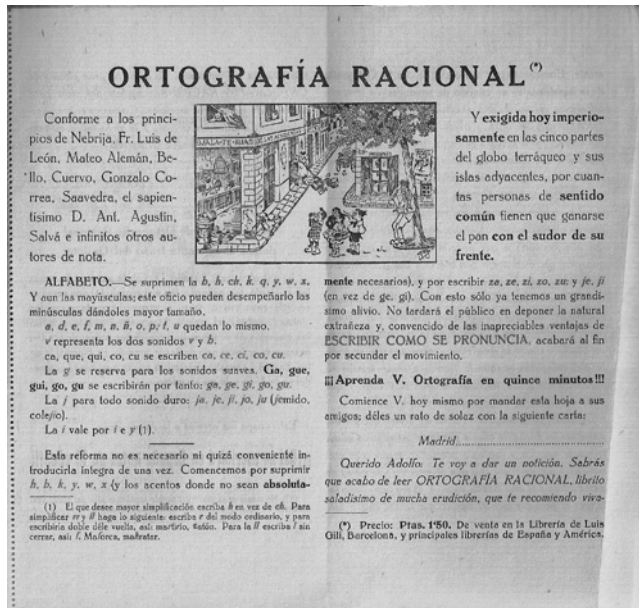 ORTOGRAFÍA RACIONAL (*)
Conforme a los princi-
pios de Nebrija, Fr. Luis de
León, Mateo Alemán, Be-
llo, Cuervo, Gonzalo Co-
rrea, Saavedra, el sapien-
tísimo D. Ant. Agustín,
Salvá e infinitos otros au-
tores de nota.
Y exigida hoy imperio-
samente en las cinco partes
del globo terráqueo y sus
islas adyacentes, por cuan-
tas personas de sentido
común tienen que ganarse
el pan con el sudor de su
frente.
ALFABETO.—Se suprimen la b, h, ch, k, q, y, w, x.
Y aun las mayúsculas; este oficio pueden desempeñarlo las
minúsculas dándoles mayor tamaño.
a, d, e, f, m, n, ñ, o, p, t, u quedan lo mismo.
v representa los dos sonidos v y b.
ca, que, qui, co, cu se escriben ca, ce, ci, co, cu.
La g se reserva para los sonidos suaves. Ga, gue,
gui, go, gu se escribirán por tanto: ga, ge, gi, go, gu.
La j para todo sonido duro: ja, je, ji, jo, ju (jemido,
colejio).
La i vale por i e y (1).
Esta reforma no es necesario ni quizá conveniente in-
troducirla íntegra de una vez. Comencemos por suprimir
h, b, k, y, w, x (y los acentos donde no sean absoluta-
(1) El que desee mayor simplificación escriba h en vez de ch. Para
simplificar rr y ll haga lo siguiente: escriba r del modo ordinario, y para
escribirla doble déle vuelta, así: martirio,
Para la ll escriba l sin
cerrar, así:
mente necesarios), y por escribir za, ze, zi, zo, zu; y je, ji
(en vez de ge, gi). Con esto sólo ya tenemos un grandí-
simo alivio. No tardará el público en deponer la natural
extrañeza y, convencido de las inapreciables ventajas de
ESCRIBIR COMO SE PRONUNCIA, acabará al fin
por secundar el movimiento.
¡¡¡Aprenda V. Ortografía en quince minutos!!!
Comience V. hoy mismo por mandar esta hoja a sus
amigos; déles un rato de solaz con la siguiente carta:
Madrid
Querido Adolfo: Te voy a dar un notición. Sabrás
que acabo de leer ORTOGRAFÍA RACIONAL, librillo
saladísimo de mucha erudición, que te recomiendo viva-
(*) Precio: Ptas. 1'50. De venta en la Librería de Luis
Gili, Barcelona, y principales librerías de España y América.